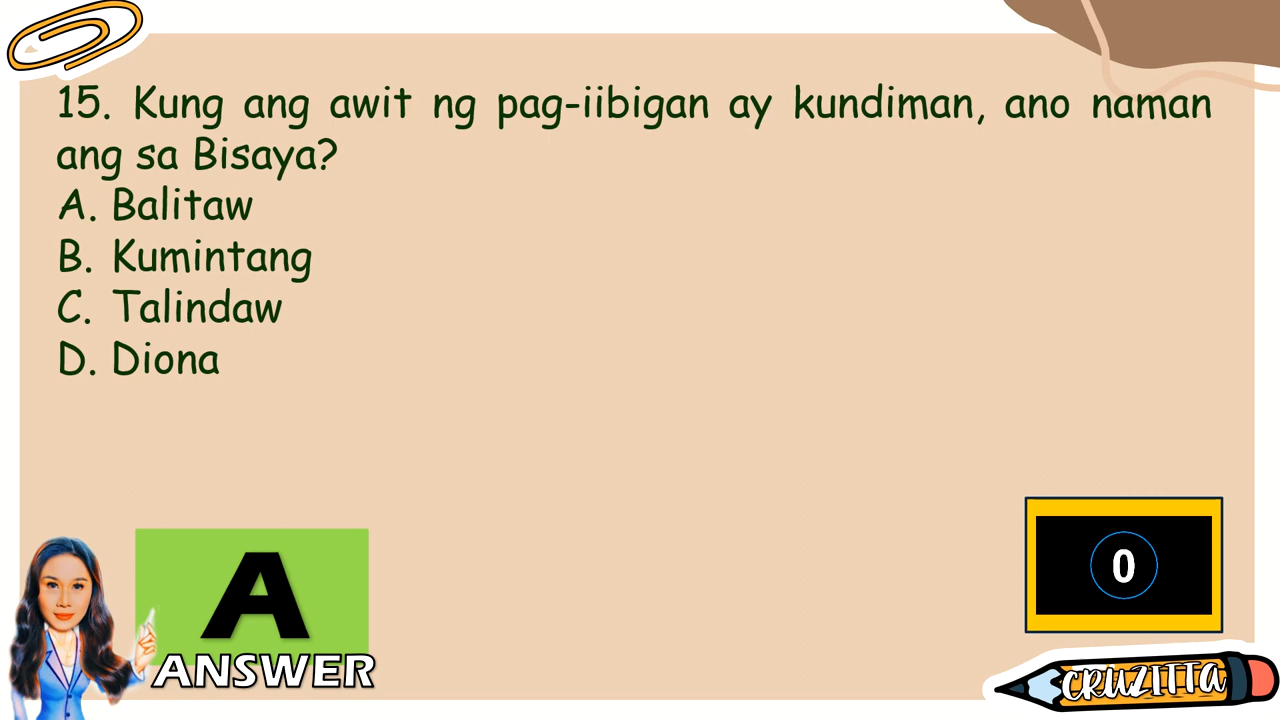 15. Kung ang awit ng pag-iibigan ay kundiman, ano naman
ang sa Bisaya?
A. Balitaw
B. Kumintang
C. Talindaw
D. Diona
A
ANSWER
0
CRUZITTA